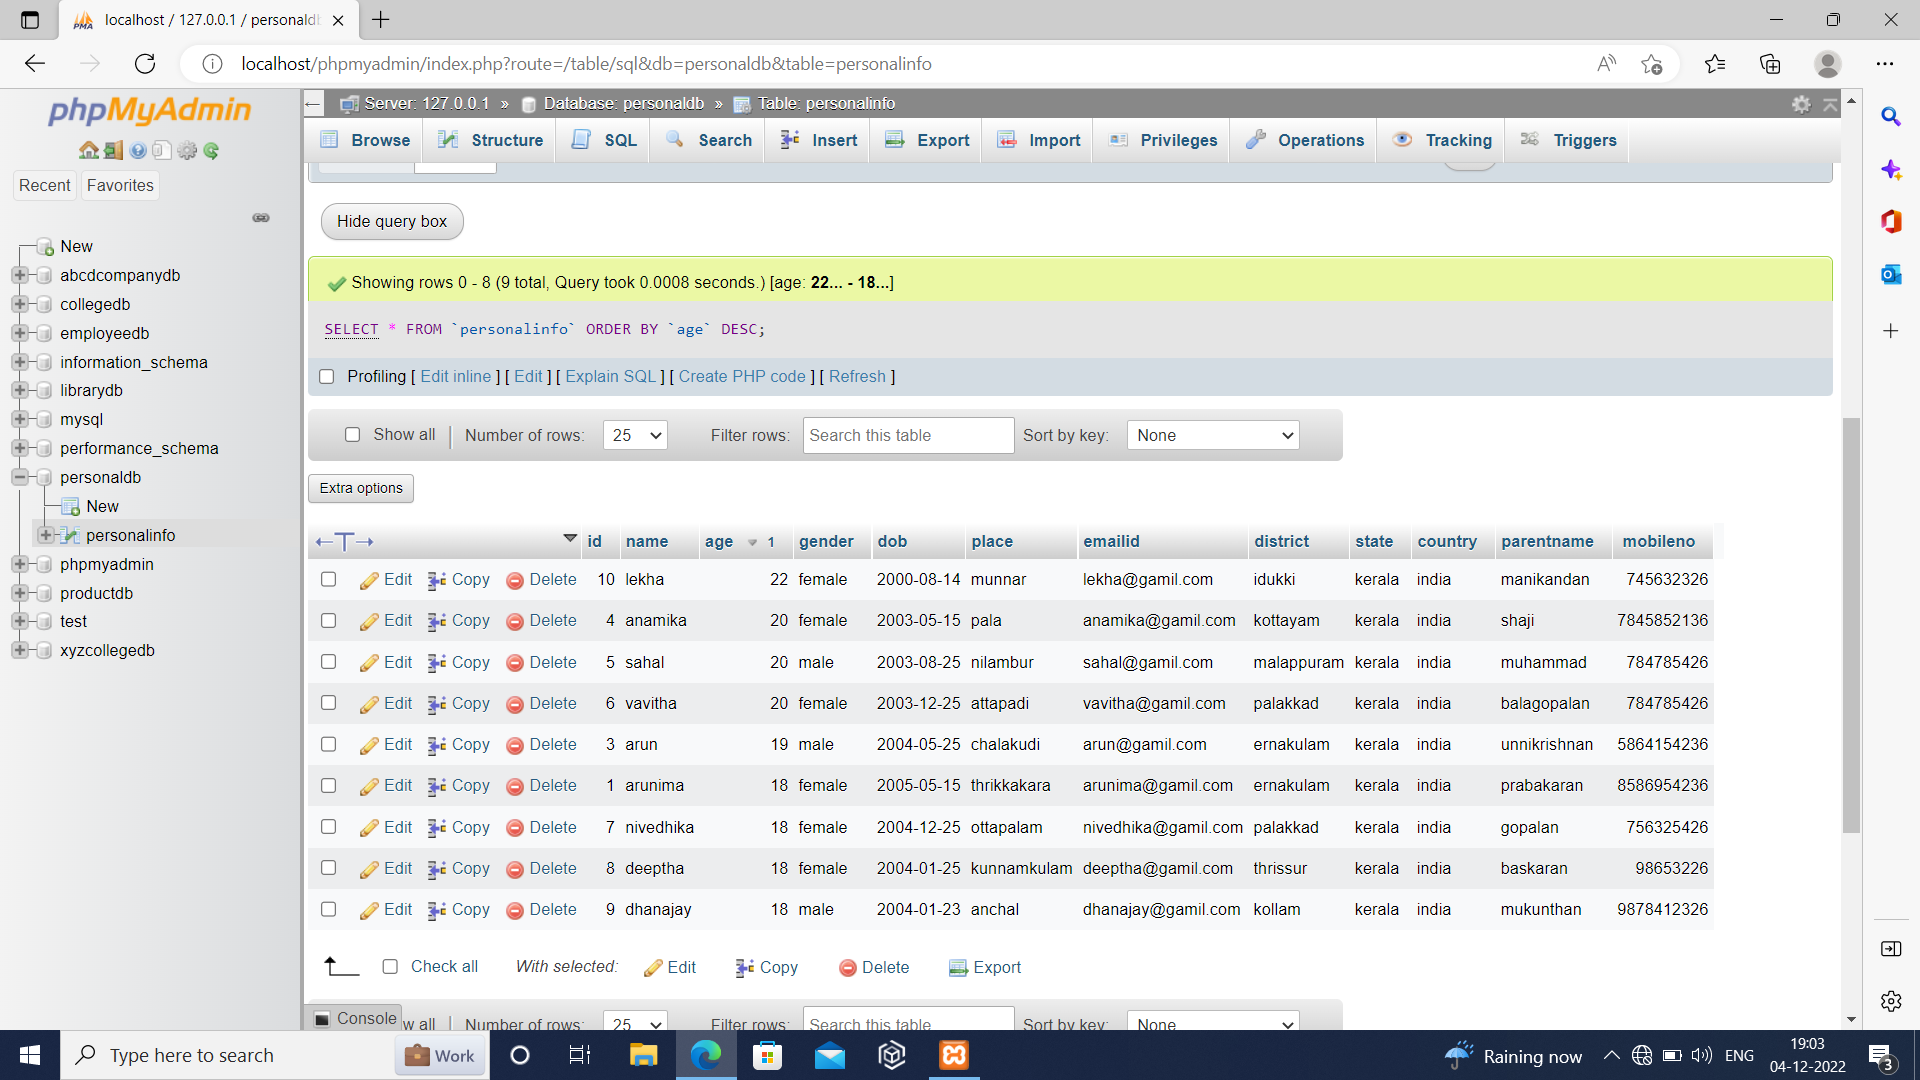 localhost / 127.0.0.1 / personaldb
localhost/phpmyadmin/index.php?route=/table/sql&db=personaldb&table=personalinfo
phpMyAdmin
Recent Favorites
New
abcdcompanydb
collegedb
employeedb
information_schema
librarydb
mysql
performance_schema
personaldb
New
personalinfo
phpmyadmin
productdb
test
xyzcollegedb
Server: 127.0.0.1 » Database: personaldb » Table: personalinfo
Browse Structure SQL Search Insert Export Import Privileges Operations Tracking Triggers
Hide query box
Showing rows 0 - 8 (9 total, Query took 0.0008 seconds.) [age: 22... - 18...]
SELECT * FROM `personalinfo` ORDER BY `age` DESC;
Profiling [ Edit inline ] [ Edit ] [ Explain SQL ] [ Create PHP code ] [ Refresh ]
Show all | Number of rows: 25 Filter rows: Search this table Sort by key: None
Extra options
id name age 1 gender dob place emailid district state country parentname mobileno
Edit Copy Delete 10 lekha 22 female 2000-08-14 munnar lekha@gamil.com idukki kerala india manikandan 745632326
Edit Copy Delete 4 anamika 20 female 2003-05-15 pala anamika@gamil.com kottayam kerala india shaji 7845852136
Edit Copy Delete 5 sahal 20 male 2003-08-25 nilambur sahal@gamil.com malappuram kerala india muhammad 784785426
Edit Copy Delete 6 vavitha 20 female 2003-12-25 attapadi vavitha@gamil.com palakkad kerala india balagopalan 784785426
Edit Copy Delete 3 arun 19 male 2004-05-25 chalakudi arun@gamil.com ernakulam kerala india unnikrishnan 5864154236
Edit Copy Delete 1 arunima 18 female 2005-05-15 thrikkakara arunima@gamil.com ernakulam kerala india prabakaran 8586954236
Edit Copy Delete 7 nivedhika 18 female 2004-12-25 ottapalam nivedhika@gamil.com palakkad kerala india gopalan 756325426
Edit Copy Delete 8 deeptha 18 female 2004-01-25 kunnamkulam deeptha@gamil.com thrissur kerala india baskaran 98653226
Edit Copy Delete 9 dhanajay 18 male 2004-01-23 anchal dhanajay@gamil.com kollam kerala india mukunthan 9878412326
Check all With selected: Edit Copy Delete Export
Console w all | Number of rows: 25 Filter rows: Search this table Sort by key: None
Type here to search Work Raining now ENG 19:03
04-12-2022 3